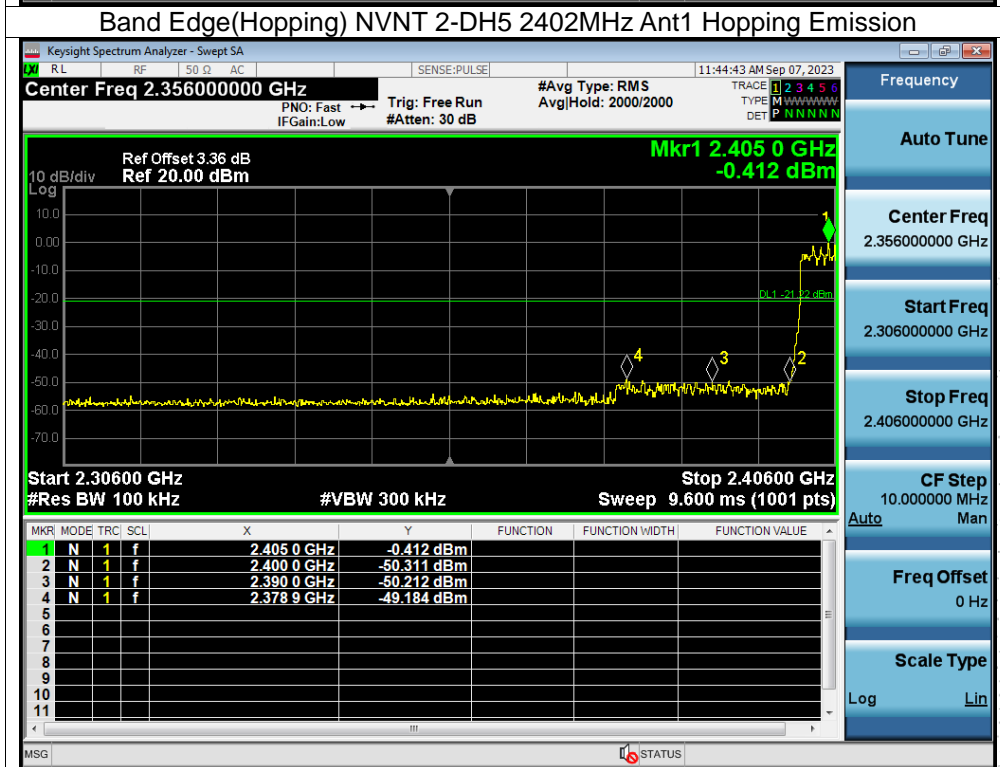 Band Edge(Hopping) NVNT 2-DH5 2402MHz Ant1 Hopping Emission
Keysight Spectrum Analyzer - Swept SA
LXI RL RF 50 Ω AC SENSE:PULSE 11:44:43 AM Sep 07, 2023
Center Freq 2.356000000 GHz #Avg Type: RMS TRACE 1 2 3 4 5 6
PNO: Fast Trig: Free Run Avg|Hold: 2000/2000 TYPE M WWWWW
IFGain:Low #Atten: 30 dB DET P N N N N N
Frequency
Auto Tune
Mkr1 2.405 0 GHz
-0.412 dBm
Ref Offset 3.36 dB
10 dB/div Ref 20.00 dBm
Log
10.0
0.00
-10.0
-20.0
-30.0
-40.0
-50.0
-60.0
-70.0
1
DL1 -21.22 dBm
4 3 2
Start 2.30600 GHz Stop 2.40600 GHz
#Res BW 100 kHz #VBW 300 kHz Sweep 9.600 ms (1001 pts)
Center Freq
2.356000000 GHz
Start Freq
2.306000000 GHz
Stop Freq
2.406000000 GHz
CF Step
10.000000 MHz
Auto Man
Freq Offset
0 Hz
Scale Type
Log Lin
MKR MODE TRC SCL X Y FUNCTION FUNCTION WIDTH FUNCTION VALUE
1 N 1 f 2.405 0 GHz -0.412 dBm
2 N 1 f 2.400 0 GHz -50.311 dBm
3 N 1 f 2.390 0 GHz -50.212 dBm
4 N 1 f 2.378 9 GHz -49.184 dBm
5
6
7
8
9
10
11
MSG STATUS